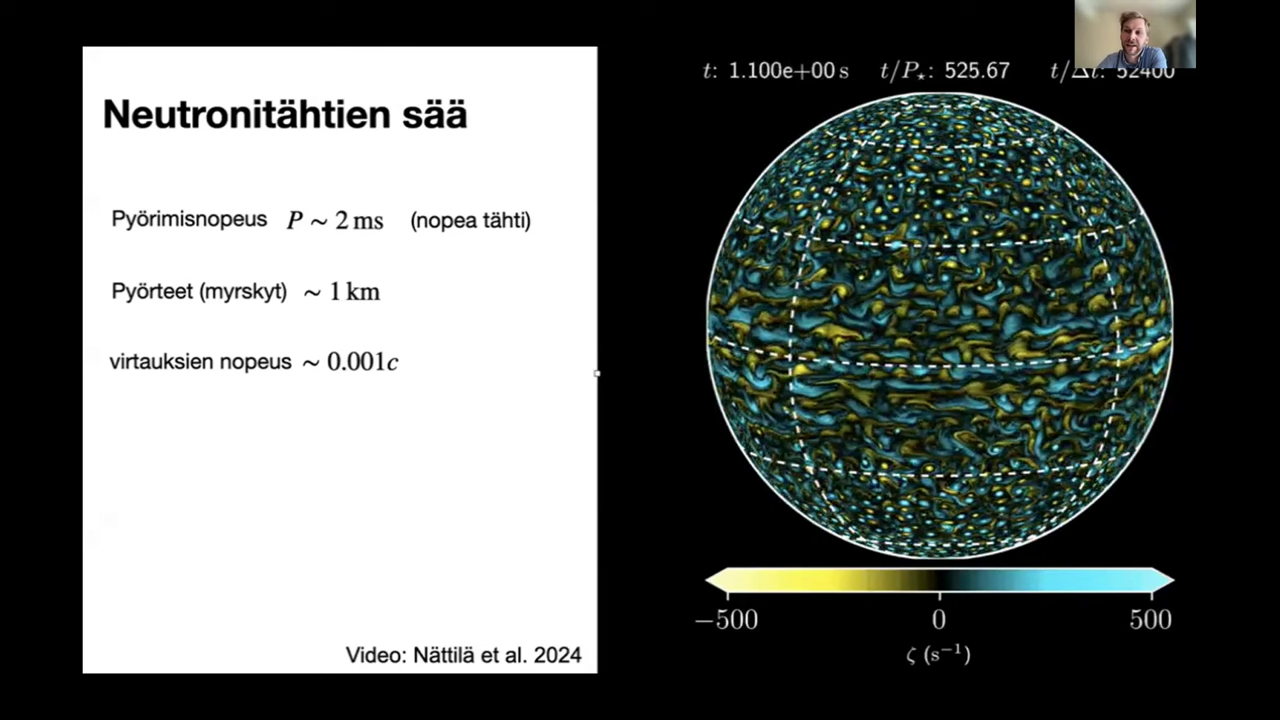 Neutronitähtien sää
Pyörimisnopeus P ~ 2 ms (nopea tähti)
Pyörteet (myrskyt) ~ 1 km
virtauksien nopeus ~ 0.001c
Video: Nättilä et al. 2024
t: 1.100e+00 s t/P⋆: 525.67 t/Δt: 52400
−500 0 500
ζ (s⁻¹)